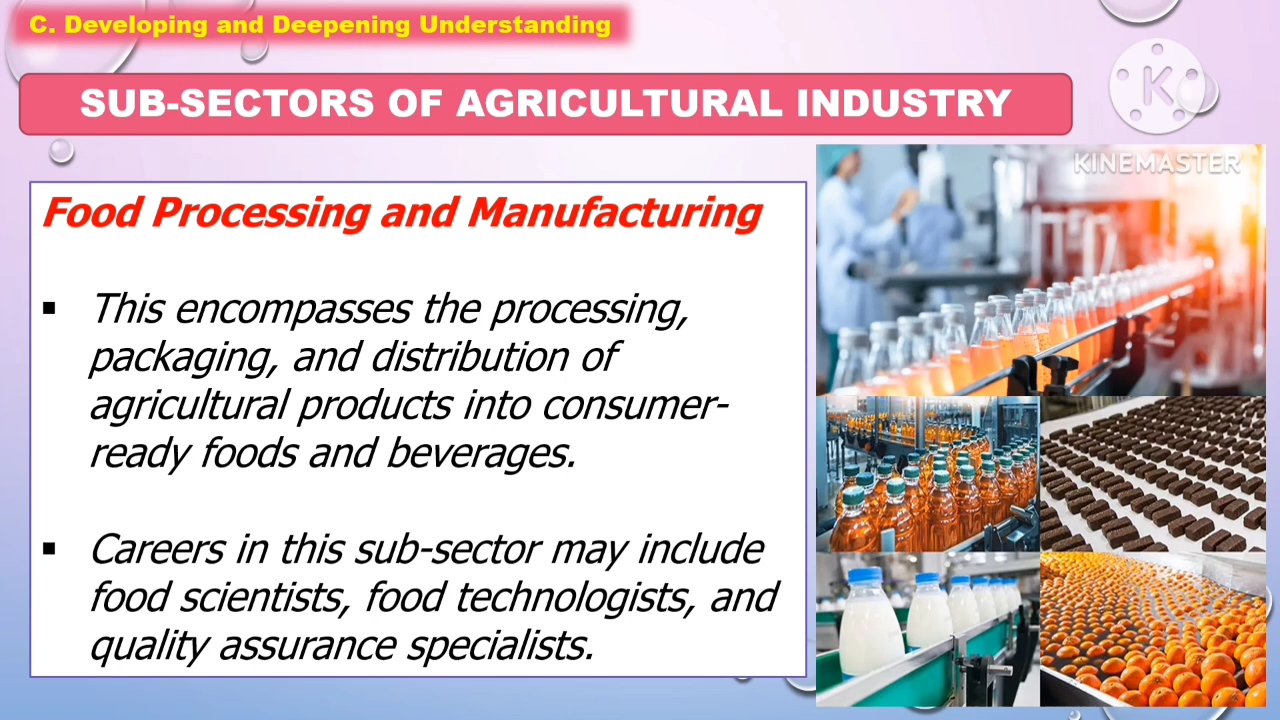 C. Developing and Deepening Understanding
SUB-SECTORS OF AGRICULTURAL INDUSTRY
K
KINEMASTER
Food Processing and Manufacturing
▪ This encompasses the processing,
packaging, and distribution of
agricultural products into consumer-
ready foods and beverages.
▪ Careers in this sub-sector may include
food scientists, food technologists, and
quality assurance specialists.